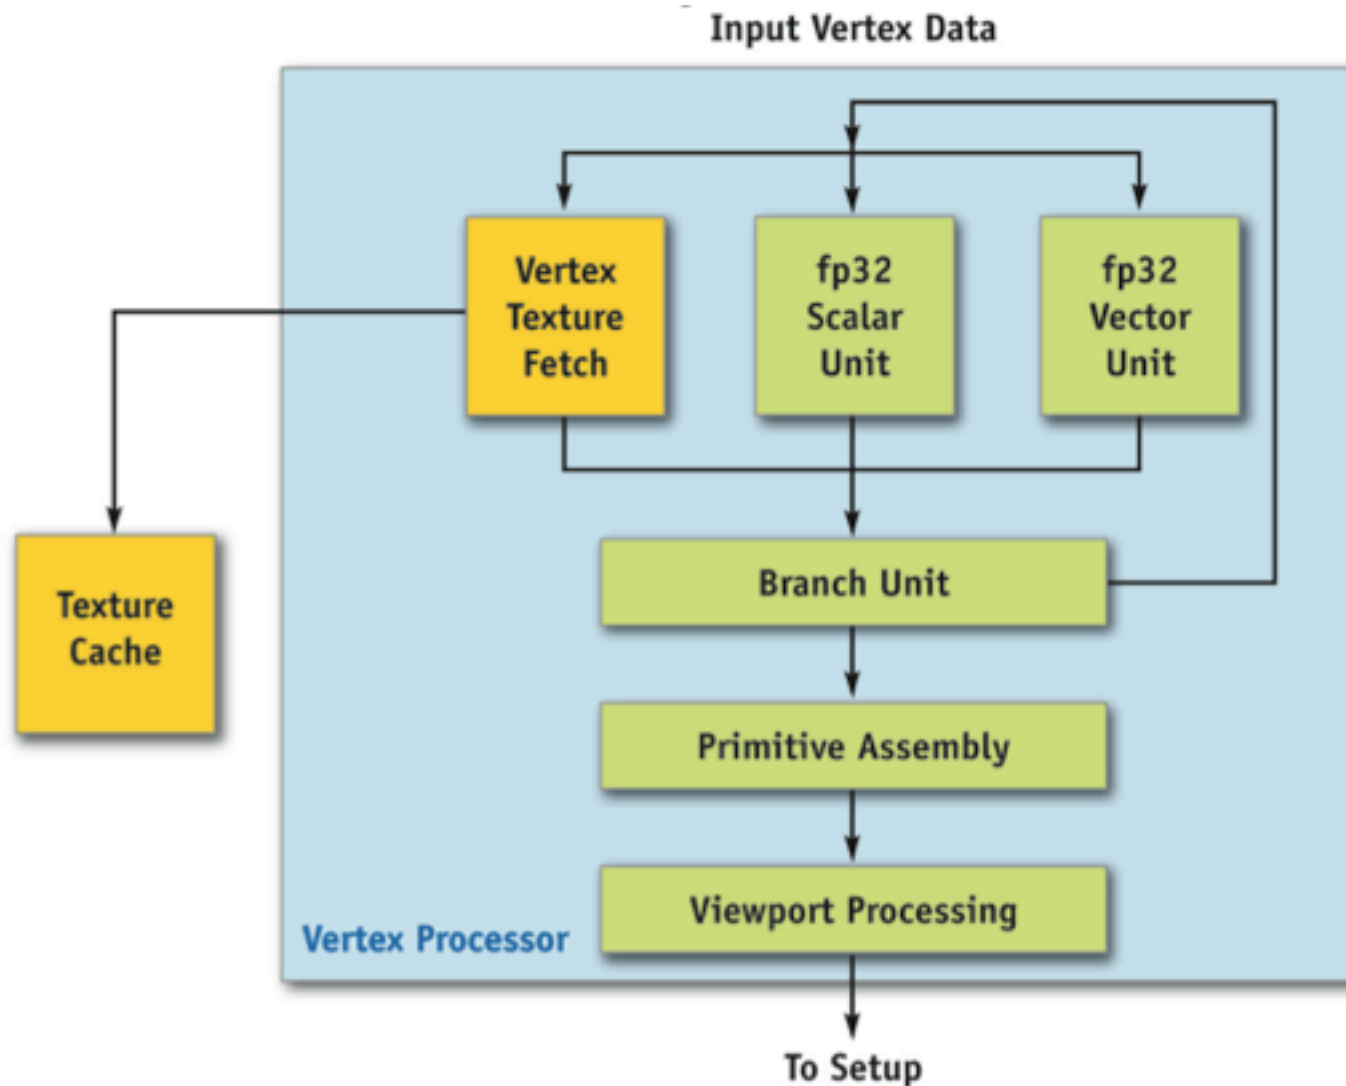 Input Vertex Data
Vertex
Texture
Fetch
fp32
Scalar
Unit
fp32
Vector
Unit
Texture
Cache
Branch Unit
Primitive Assembly
Viewport Processing
Vertex Processor
To Setup